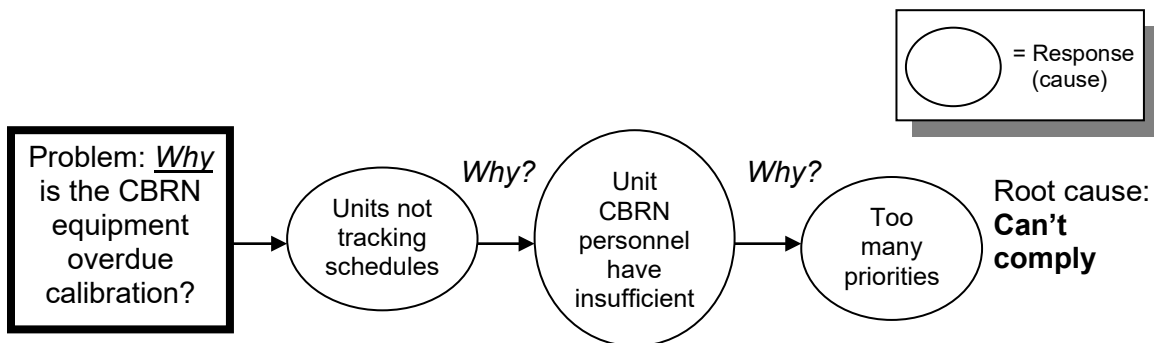 = Response
(cause)
Problem: Why
is the CBRN
equipment
overdue
calibration?
Units not
tracking
schedules
Why?
Unit
CBRN
personnel
have
insufficient
Why?
Too
many
priorities
Root cause:
Can't
comply